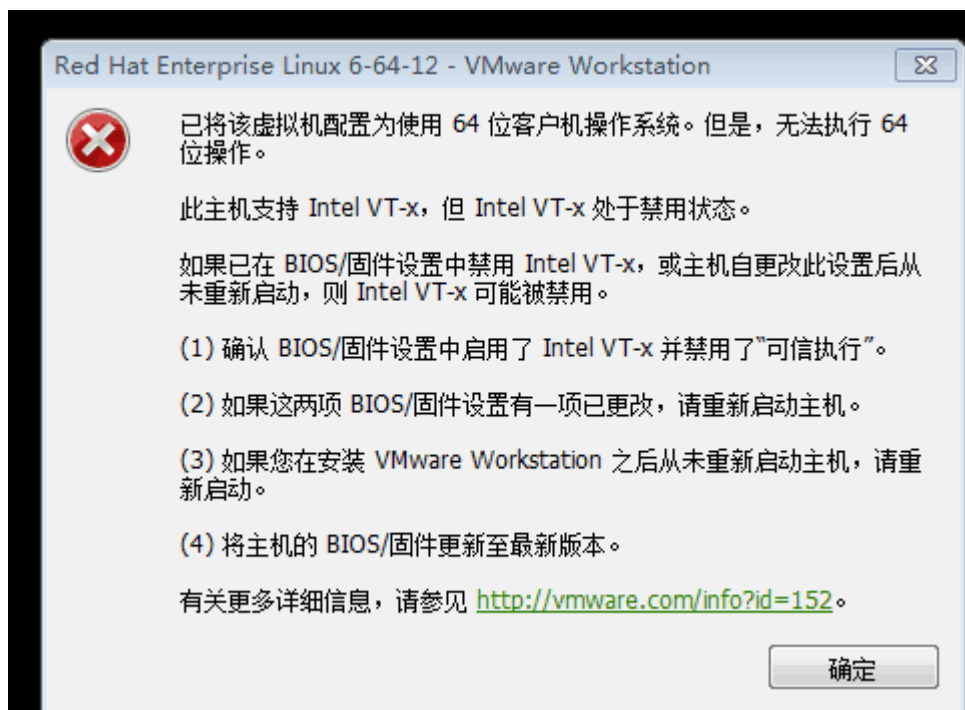 Red Hat Enterprise Linux 6-64-12 - VMware Workstation
已将该虚拟机配置为使用 64 位客户机操作系统。但是，无法执行 64
位操作。
此主机支持 Intel VT-x，但 Intel VT-x 处于禁用状态。
如果已在 BIOS/固件设置中禁用 Intel VT-x，或主机自更改此设置后从
未重新启动，则 Intel VT-x 可能被禁用。
(1) 确认 BIOS/固件设置中启用了 Intel VT-x 并禁用了“可信执行”。
(2) 如果这两项 BIOS/固件设置有一项已更改，请重新启动主机。
(3) 如果您在安装 VMware Workstation 之后从未重新启动主机，请重
新启动。
(4) 将主机的 BIOS/固件更新至最新版本。
有关更多详细信息，请参见 http://vmware.com/info?id=152。
确定